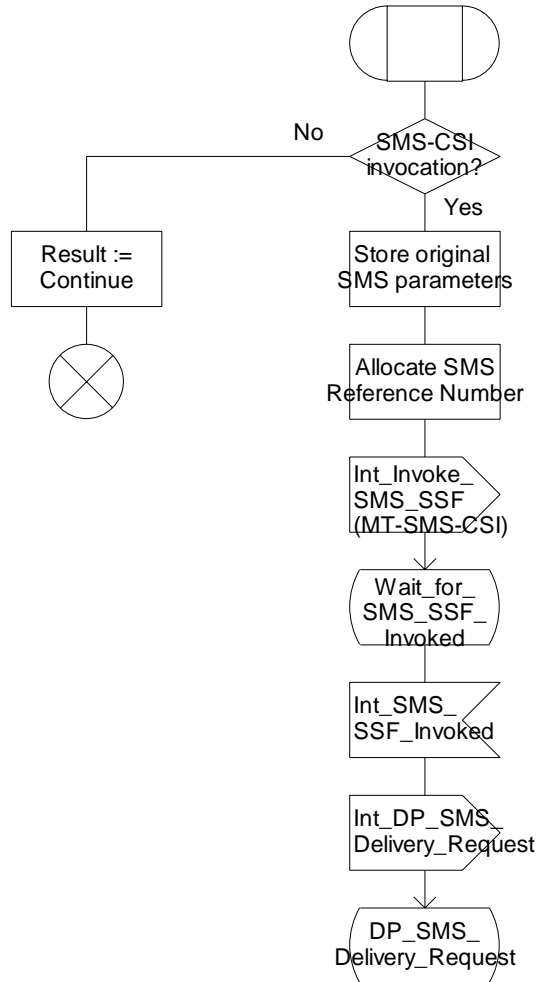 SMS-CSI
invocation?
No
Yes
Result :=
Continue
Store original
SMS parameters
Allocate SMS
Reference Number
Int_Invoke_
SMS_SSF
(MT-SMS-CSI)
Wait_for_
SMS_SSF_
Invoked
Int_SMS_
SSF_Invoked
Int_DP_SMS_
Delivery_Request
DP_SMS_
Delivery_Request